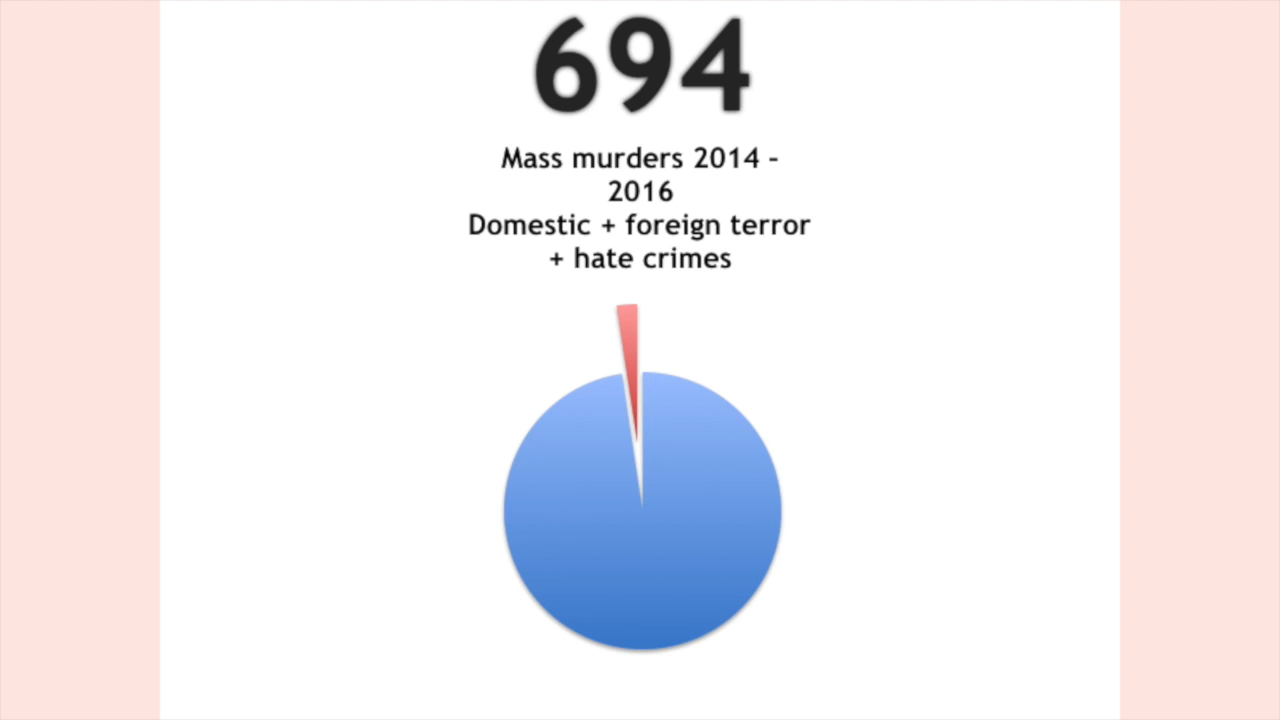 694
Mass murders 2014 –
2016
Domestic + foreign terror
+ hate crimes